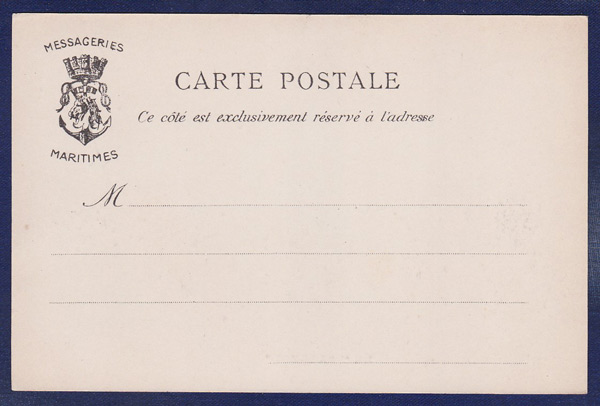 MESSAGERIES
MARITIMES
CARTE POSTALE
Ce côté est exclusivement réservé à l'adresse
M